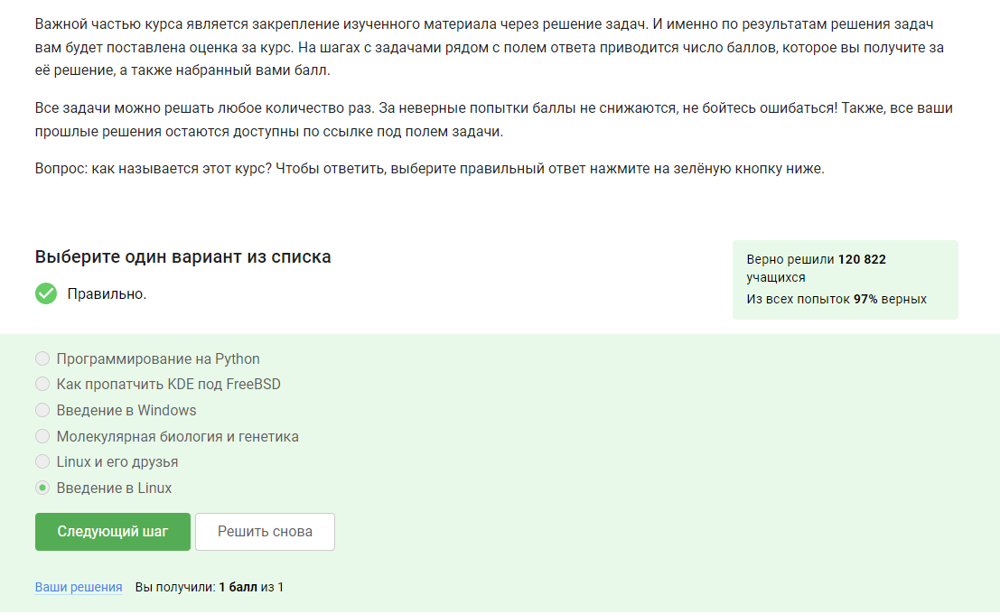 Важной частью курса является закрепление изученного материала через решение задач. И именно по результатам решения задач
вам будет поставлена оценка за курс. На шагах с задачами рядом с полем ответа приводится число баллов, которое вы получите за
её решение, а также набранный вами балл.
Все задачи можно решать любое количество раз. За неверные попытки баллы не снижаются, не бойтесь ошибаться! Также, все ваши
прошлые решения остаются доступны по ссылке под полем задачи.
Вопрос: как называется этот курс? Чтобы ответить, выберите правильный ответ нажмите на зелёную кнопку ниже.
Выберите один вариант из списка
Правильно.
Верно решили 120 822
учащихся
Из всех попыток 97% верных
Программирование на Python
Как пропатчить KDE под FreeBSD
Введение в Windows
Молекулярная биология и генетика
Linux и его друзья
Введение в Linux
Следующий шаг Решить снова
Ваши решения Вы получили: 1 балл из 1